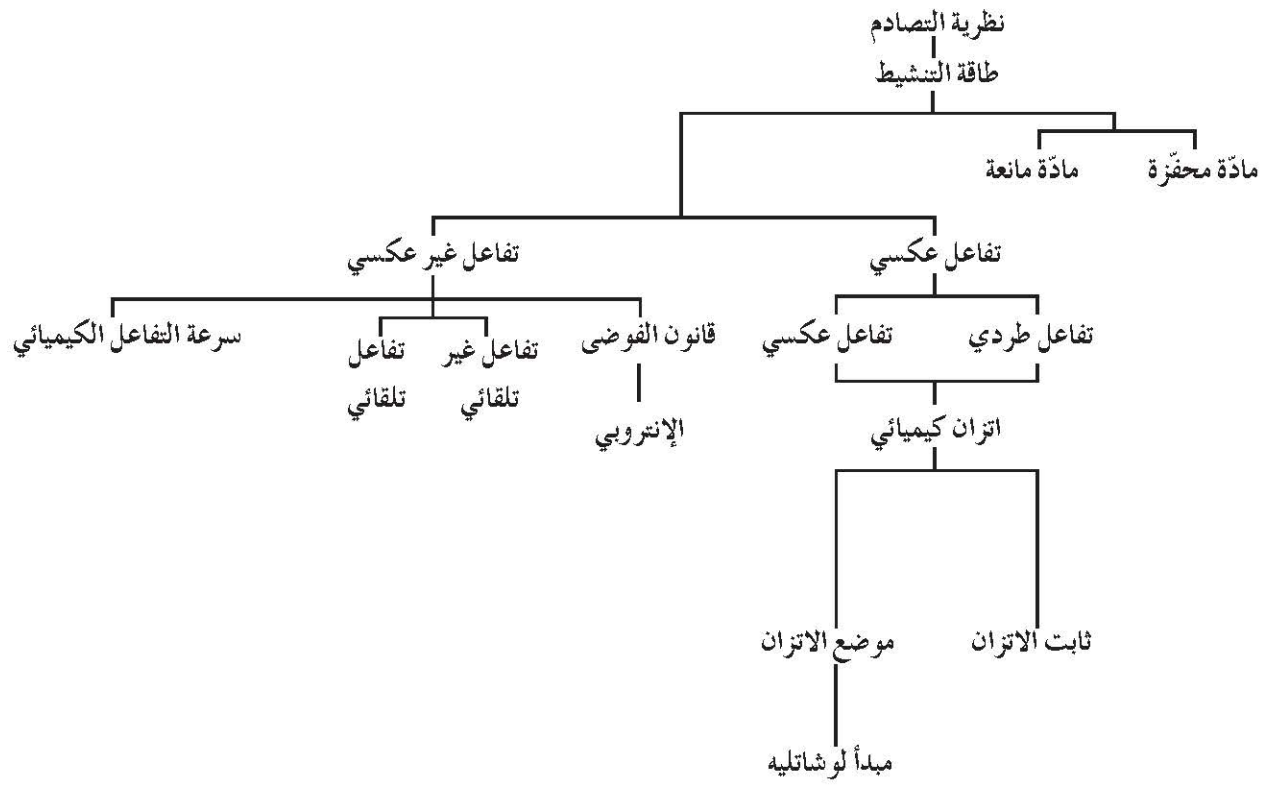 نظرية التصادم
طاقة التنشيط
مادّة محفّزة
مادّة مانعة
تفاعل عكسي
تفاعل غير عكسي
تفاعل طردي
تفاعل عكسي
قانون الفوضى
تفاعل غير
تلقائي
تفاعل
تلقائي
سرعة التفاعل الكيميائي
اتزان كيميائي
الإنتروبي
ثابت الاتزان
موضع الاتزان
مبدأ لوشاتليه